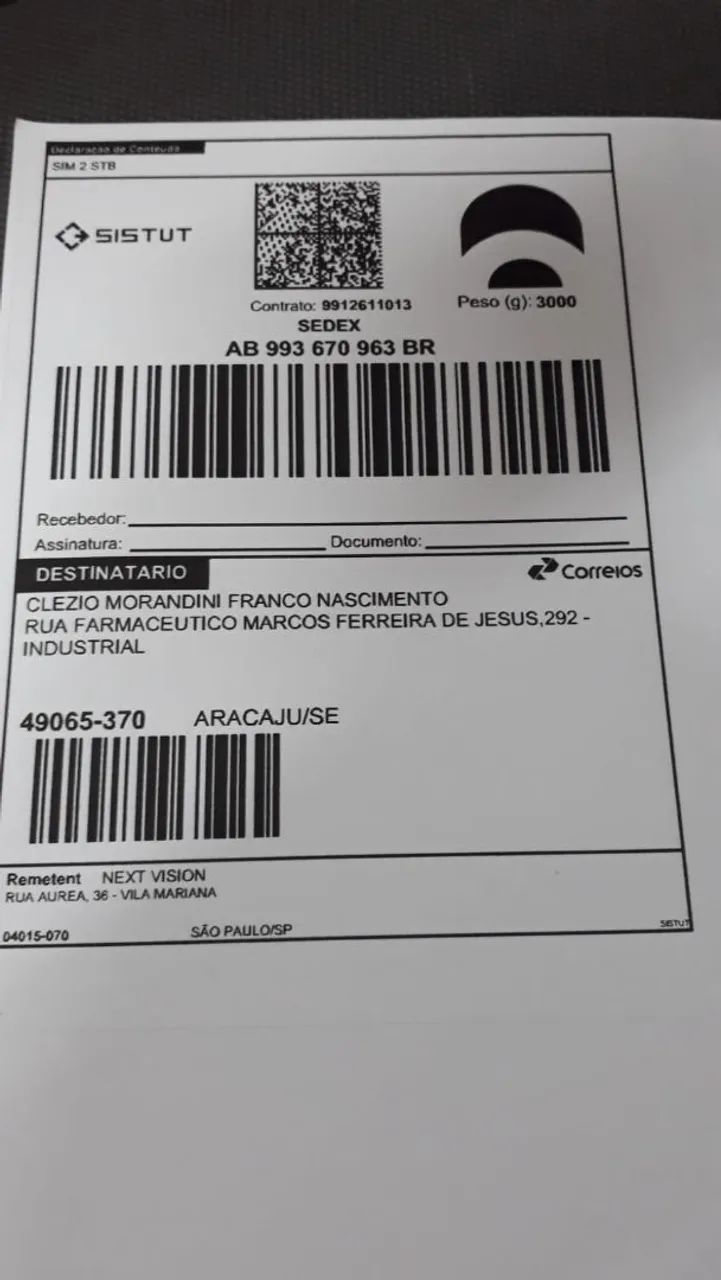 Declaração de Conteudo
SIM 2 STB
SISTUT
Contrato: 9912611013
Peso (g): 3000
SEDEX
AB 993 670 963 BR
Recebedor:
Assinatura: Documento:
DESTINATARIO
Correios
CLEZIO MORANDINI FRANCO NASCIMENTO
RUA FARMACEUTICO MARCOS FERREIRA DE JESUS,292 -
INDUSTRIAL
49065-370 ARACAJU/SE
Remetent NEXT VISION
RUA AUREA, 36 - VILA MARIANA
04015-070 SÃO PAULO/SP
SISTUT